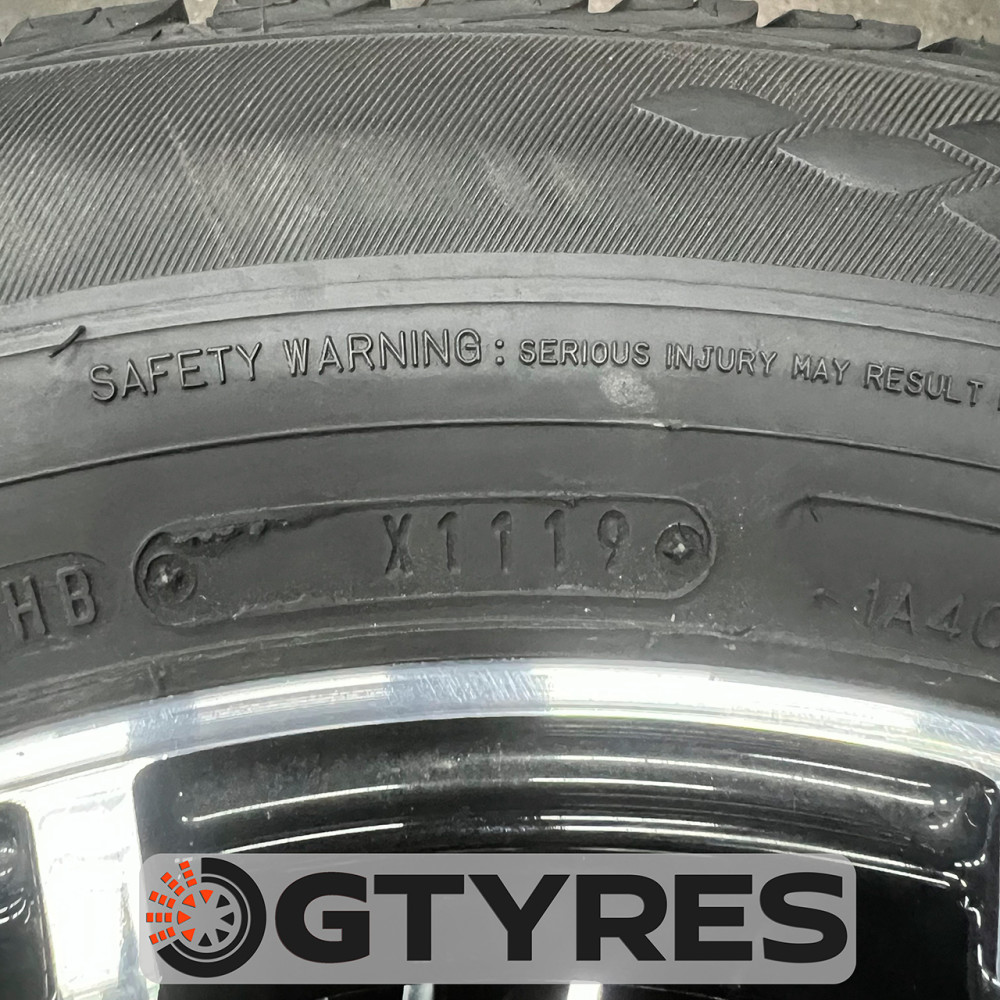 SAFETY WARNING: SERIOUS INJURY MAY RESULT
HB X1119 1A4
GTYRES